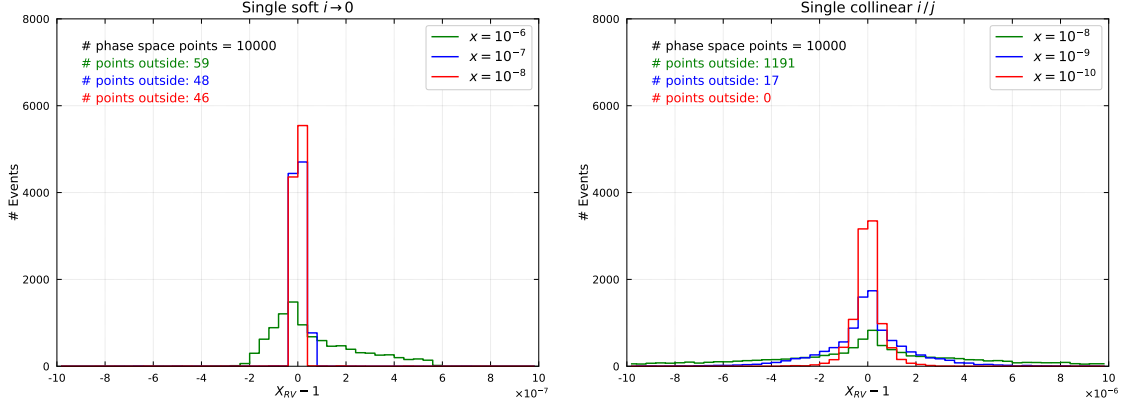 Single soft i → 0
# phase space points = 10000
# points outside: 59
# points outside: 48
# points outside: 46
x = 10⁻⁶
x = 10⁻⁷
x = 10⁻⁸
# Events
8000
6000
4000
2000
0
-10 -8 -6 -4 -2 0 2 4 6 8 10
X_{RV} − 1
×10⁻⁷
Single collinear i / j
# phase space points = 10000
# points outside: 1191
# points outside: 17
# points outside: 0
x = 10⁻⁸
x = 10⁻⁹
x = 10⁻¹⁰
# Events
8000
6000
4000
2000
0
-10 -8 -6 -4 -2 0 2 4 6 8 10
X_{RV} − 1
×10⁻⁶